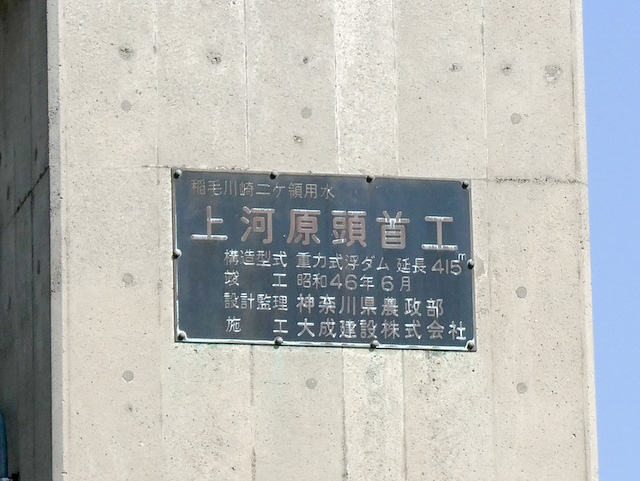 稲毛川崎二ケ領用水
上河原頭首工
構造型式 重力式浮ダム 延長415m
竣工 昭和46年6月
設計監理 神奈川県農政部
施工 大成建設株式会社